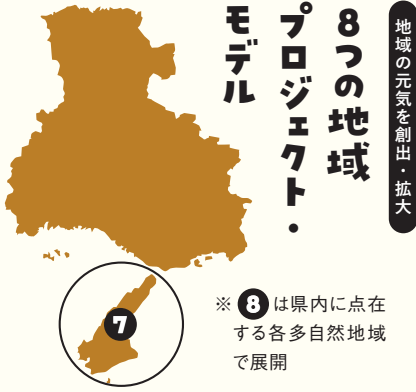 地域の元気を創出・拡大
8つの地域
プロジェクト・
モデル
7
※ 8 は県内に点在
する各多自然地域
で展開